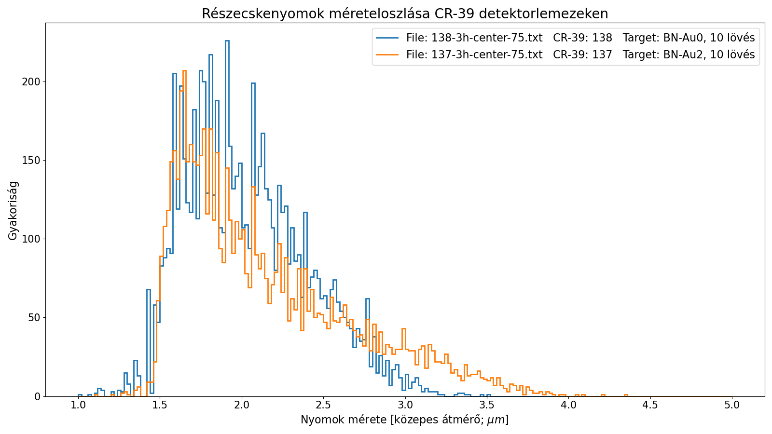 Részecskenyomok méreteloszlása CR-39 detektorlemezeken
File: 138-3h-center-75.txt   CR-39: 138   Target: BN-Au0, 10 lövés
File: 137-3h-center-75.txt   CR-39: 137   Target: BN-Au2, 10 lövés
Gyakoriság
200
150
100
50
0
1.0 1.5 2.0 2.5 3.0 3.5 4.0 4.5 5.0
Nyomok mérete [közepes átmérő; μm]